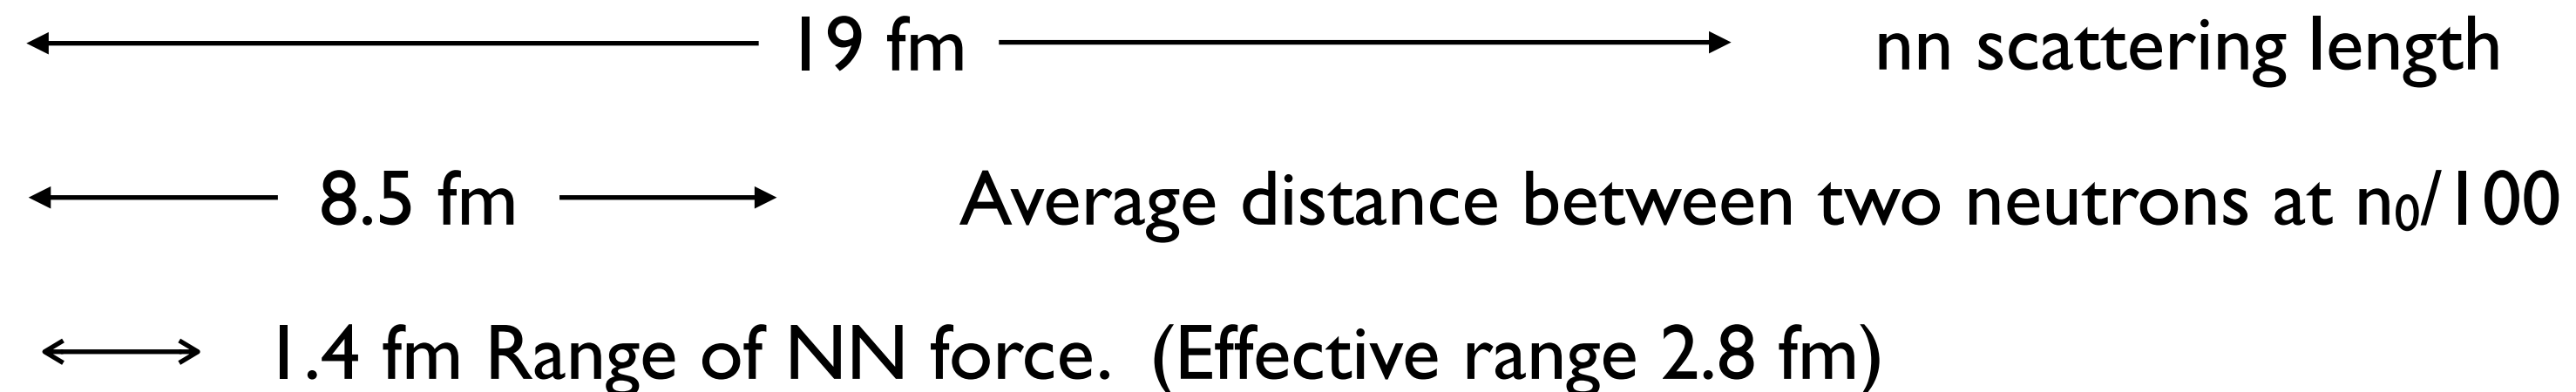 19 fm nn scattering length
8.5 fm Average distance between two neutrons at n₀/100
1.4 fm Range of NN force. (Effective range 2.8 fm)